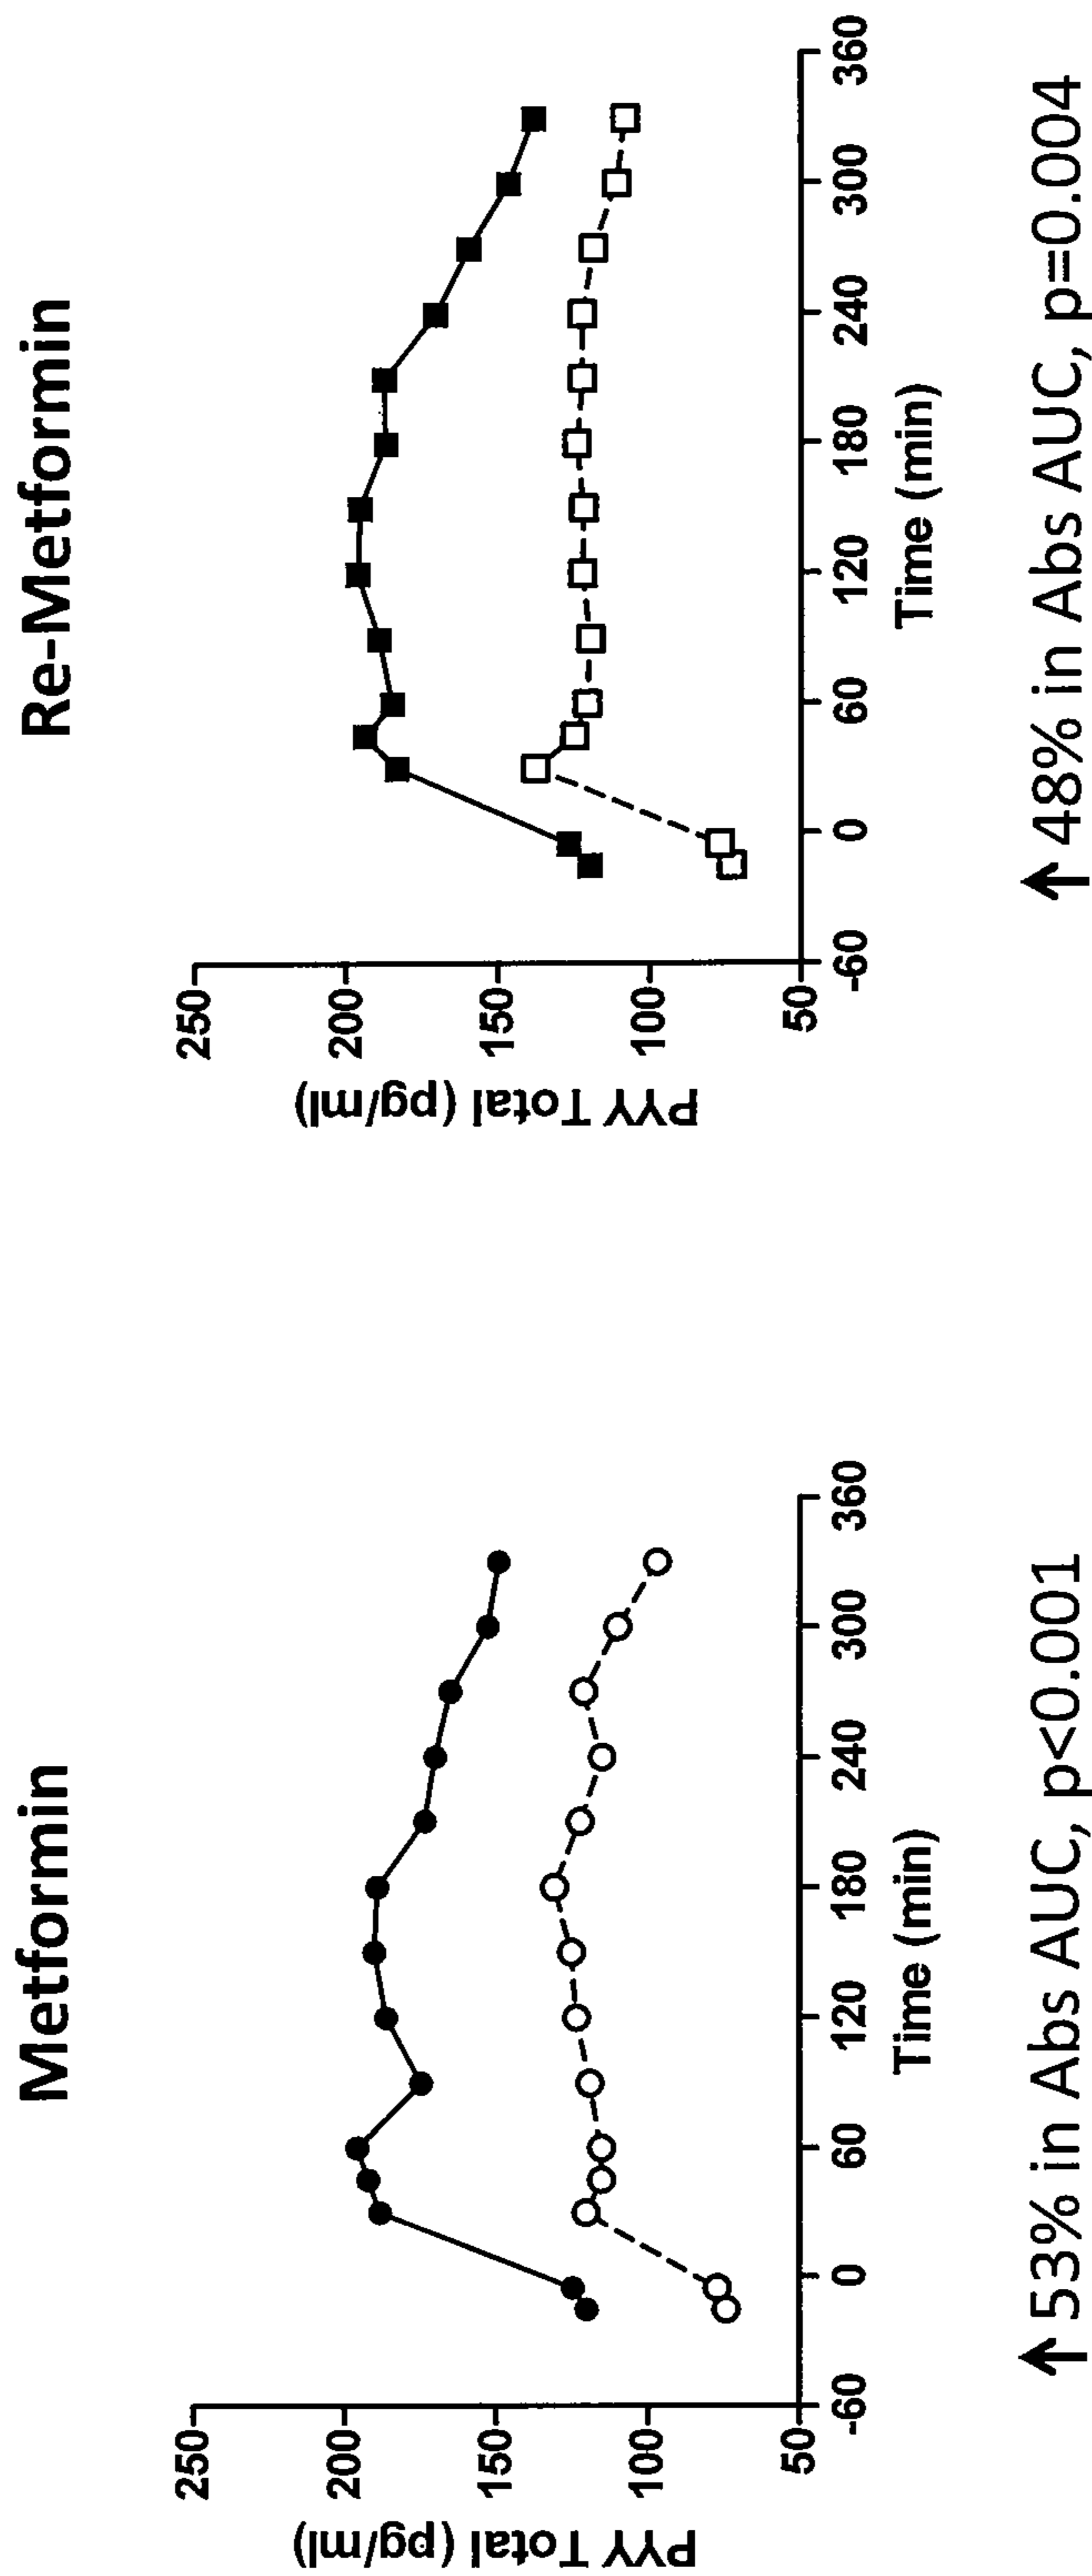 Metformin
250
200
150
100
50
PYY Total (pg/ml)
-60 0 60 120 180 240 300 360
Time (min)
↑ 53% in Abs AUC, p<0.001
Re-Metformin
250
200
150
100
50
PYY Total (pg/ml)
-60 0 60 120 180 240 300 360
Time (min)
↑ 48% in Abs AUC, p=0.004